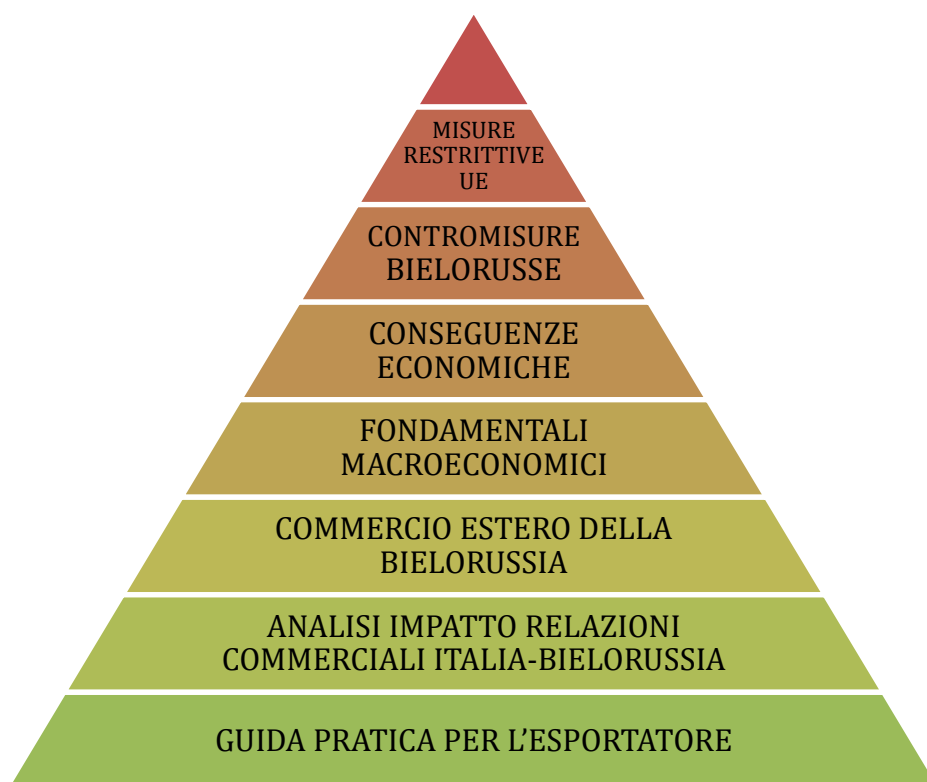 MISURE
RESTRITTIVE
UE
CONTROMISURE
BIELORUSSE
CONSEGUENZE
ECONOMICHE
FONDAMENTALI
MACROECONOMICI
COMMERCIO ESTERO DELLA
BIELORUSSIA
ANALISI IMPATTO RELAZIONI
COMMERCIALI ITALIA-BIELORUSSIA
GUIDA PRATICA PER L’ESPORTATORE